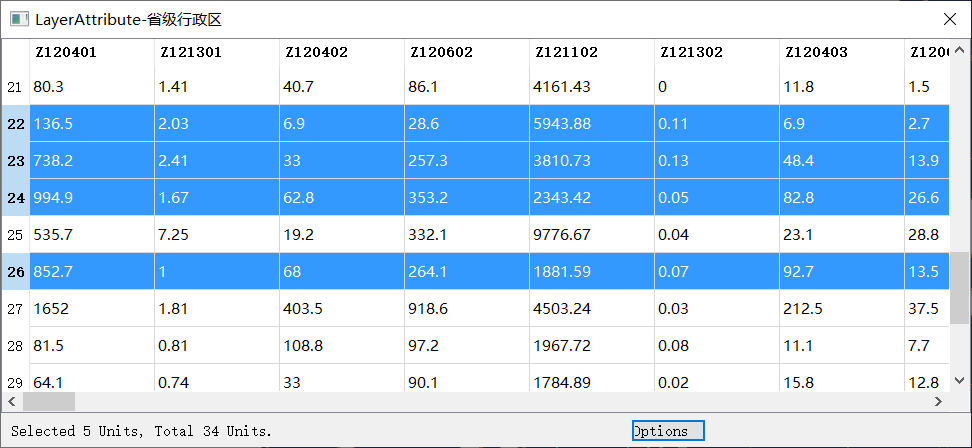 LayerAttribute-省级行政区
Z120401 Z121301 Z120402 Z120602 Z121102 Z121302 Z120403
21 80.3 1.41 40.7 86.1 4161.43 0 11.8 1.5
22 136.5 2.03 6.9 28.6 5943.88 0.11 6.9 2.7
23 738.2 2.41 33 257.3 3810.73 0.13 48.4 13.9
24 994.9 1.67 62.8 353.2 2343.42 0.05 82.8 26.6
25 535.7 7.25 19.2 332.1 9776.67 0.04 23.1 28.8
26 852.7 1 68 264.1 1881.59 0.07 92.7 13.5
27 1652 1.81 403.5 918.6 4503.24 0.03 212.5 37.5
28 81.5 0.81 108.8 97.2 1967.72 0.08 11.1 7.7
29 64.1 0.74 33 90.1 1784.89 0.02 15.8 12.8
Selected 5 Units, Total 34 Units.
Options